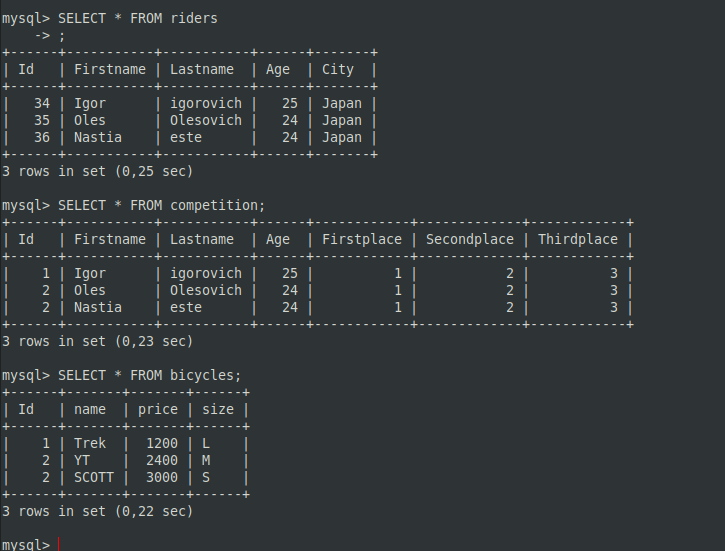 mysql> SELECT * FROM riders
    -> ;
+------+-----------+-----------+------+-------+
| Id   | Firstname | Lastname  | Age  | City  |
+------+-----------+-----------+------+-------+
|   34 | Igor      | igorovich |   25 | Japan |
|   35 | Oles      | Olesovich |   24 | Japan |
|   36 | Nastia    | este      |   24 | Japan |
+------+-----------+-----------+------+-------+
3 rows in set (0,25 sec)

mysql> SELECT * FROM competition;
+------+-----------+-----------+------+------------+-------------+------------+
| Id   | Firstname | Lastname  | Age  | Firstplace | Secondplace | Thirdplace |
+------+-----------+-----------+------+------------+-------------+------------+
|    1 | Igor      | igorovich |   25 |          1 |           2 |          3 |
|    2 | Oles      | Olesovich |   24 |          1 |           2 |          3 |
|    2 | Nastia    | este      |   24 |          1 |           2 |          3 |
+------+-----------+-----------+------+------------+-------------+------------+
3 rows in set (0,23 sec)

mysql> SELECT * FROM bicycles;
+------+-------+-------+------+
| Id   | name  | price | size |
+------+-------+-------+------+
|    1 | Trek  |  1200 | L    |
|    2 | YT    |  2400 | M    |
|    2 | SCOTT |  3000 | S    |
+------+-------+-------+------+
3 rows in set (0,22 sec)

mysql>